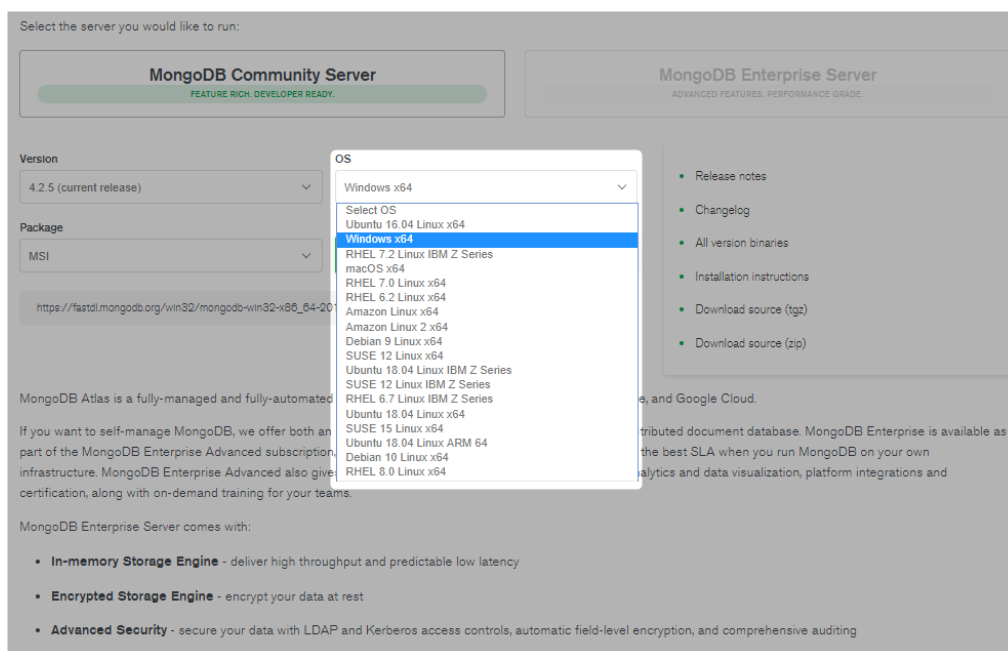 Select the server you would like to run:
MongoDB Community Server
FEATURE RICH. DEVELOPER READY.
MongoDB Enterprise Server
ADVANCED FEATURES. PERFORMANCE GRADE.
Version
4.2.5 (current release)
OS
Windows x64
Select OS
Ubuntu 16.04 Linux x64
Windows x64
RHEL 7.2 Linux IBM Z Series
macOS x64
RHEL 7.0 Linux x64
RHEL 6.2 Linux x64
Amazon Linux x64
Amazon Linux 2 x64
Debian 9 Linux x64
SUSE 12 Linux x64
Ubuntu 18.04 Linux IBM Z Series
SUSE 12 Linux IBM Z Series
RHEL 6.7 Linux IBM Z Series
Ubuntu 18.04 Linux x64
SUSE 15 Linux x64
Ubuntu 18.04 Linux ARM 64
Debian 10 Linux x64
RHEL 8.0 Linux x64
Package
MSI
https://fastdl.mongodb.org/win32/mongodb-win32-x86_64-201
Release notes
Changelog
All version binaries
Installation instructions
Download source (tgz)
Download source (zip)
MongoDB Atlas is a fully-managed and fully-automated e, and Google Cloud.
If you want to self-manage MongoDB, we offer both an tributed document database. MongoDB Enterprise is available as
part of the MongoDB Enterprise Advanced subscription, the best SLA when you run MongoDB on your own
infrastructure. MongoDB Enterprise Advanced also give alytics and data visualization, platform integrations and
certification, along with on-demand training for your teams.
MongoDB Enterprise Server comes with:
• In-memory Storage Engine - deliver high throughput and predictable low latency
• Encrypted Storage Engine - encrypt your data at rest
• Advanced Security - secure your data with LDAP and Kerberos access controls, automatic field-level encryption, and comprehensive auditing